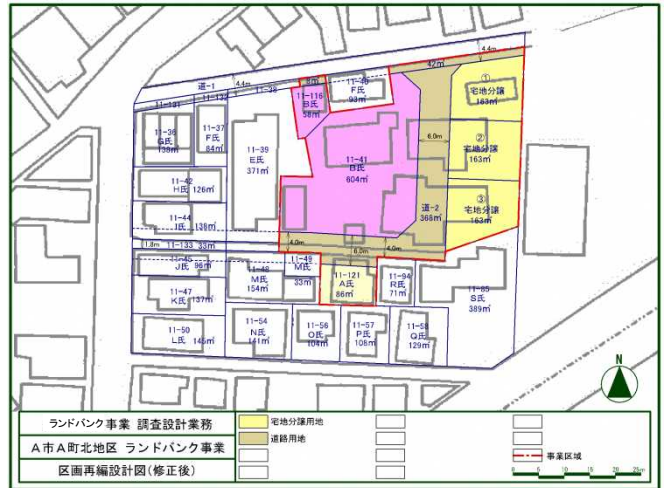 道-1
4.4m
4.4m
42㎡
11-131
11-132
11-38
11-116
B氏
58㎡
F氏
93㎡
①
宅地分譲
163㎡
11-36
G氏
138㎡
11-37
F氏
84㎡
11-39
E氏
371㎡
11-41
B氏
604㎡
6.0m
②
宅地分譲
163㎡
11-42
H氏 126㎡
③
宅地分譲
163㎡
道-2
368㎡
11-44
I氏 138㎡
1.8m 11-133 33㎡
4.0m
6.0m
4.0m
11-45
J氏 96㎡
11-48
M氏
154㎡
11-49
M氏
33㎡
11-121
A氏
86㎡
11-94
R氏
71㎡
11-85
S氏
389㎡
11-47
K氏 137㎡
11-50
L氏 145㎡
11-54
N氏
141㎡
11-56
O氏
104㎡
11-57
P氏
108㎡
11-58
Q氏
129㎡
N
ランドバンク事業 調査設計業務
A市A町北地区 ランドバンク事業
区画再編設計図(修正後)
宅地分譲用地
道路用地
事業区域
0 5 10 15 20 25m